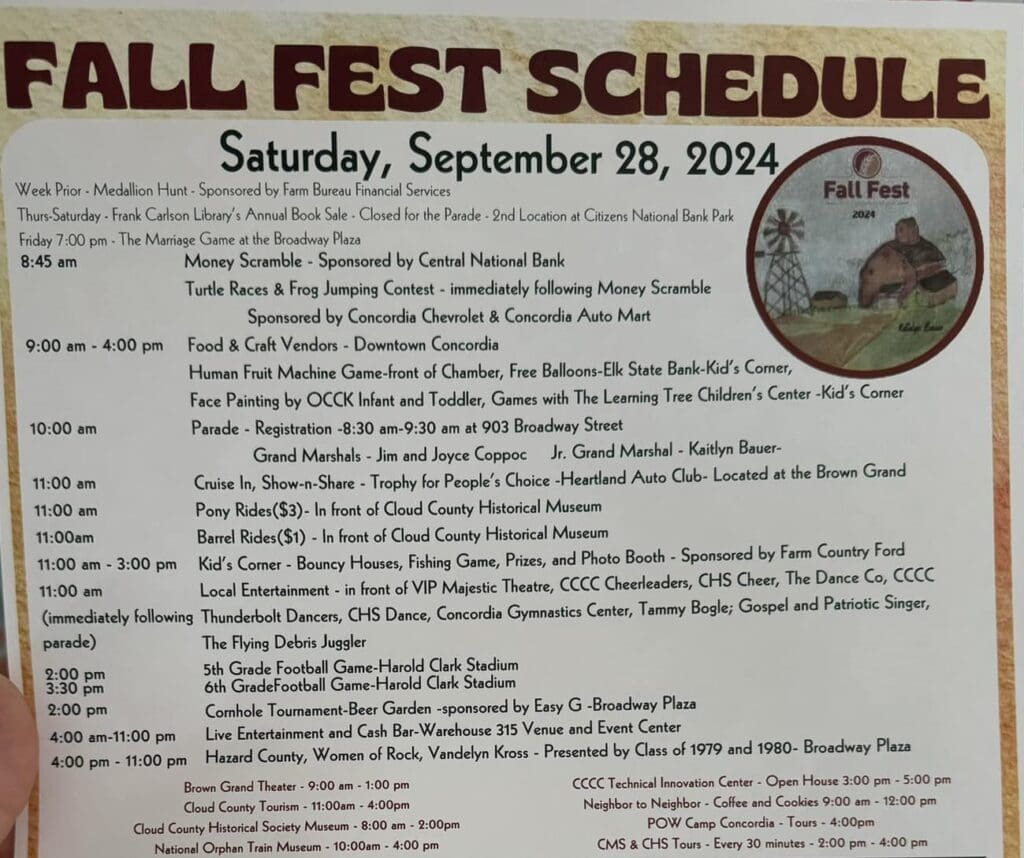 FALL FEST SCHEDULE
Saturday, September 28, 2024
Fall Fest
2024
Week Prior - Medallion Hunt - Sponsored by Farm Bureau Financial Services
Thurs-Saturday - Frank Carlson Library's Annual Book Sale - Closed for the Parade - 2nd Location at Citizens National Bank Park
Friday 7:00 pm - The Marriage Game at the Broadway Plaza
8:45 am Money Scramble - Sponsored by Central National Bank
Turtle Races & Frog Jumping Contest - immediately following Money Scramble
Sponsored by Concordia Chevrolet & Concordia Auto Mart
9:00 am - 4:00 pm Food & Craft Vendors - Downtown Concordia
Human Fruit Machine Game-front of Chamber, Free Balloons-Elk State Bank-Kid's Corner,
Face Painting by OCCK Infant and Toddler, Games with The Learning Tree Children's Center -Kid's Corner
10:00 am Parade - Registration -8:30 am-9:30 am at 903 Broadway Street
Grand Marshals - Jim and Joyce Coppoc Jr. Grand Marshal - Kaitlyn Bauer-
11:00 am Cruise In, Show-n-Share - Trophy for People's Choice -Heartland Auto Club- Located at the Brown Grand
11:00 am Pony Rides($3)- In front of Cloud County Historical Museum
11:00am Barrel Rides($1) - In front of Cloud County Historical Museum
11:00 am - 3:00 pm Kid's Corner - Bouncy Houses, Fishing Game, Prizes, and Photo Booth - Sponsored by Farm Country Ford
11:00 am Local Entertainment - in front of VIP Majestic Theatre, CCCC Cheerleaders, CHS Cheer, The Dance Co, CCCC
(immediately following Thunderbolt Dancers, CHS Dance, Concordia Gymnastics Center, Tammy Bogle; Gospel and Patriotic Singer,
parade) The Flying Debris Juggler
2:00 pm 5th Grade Football Game-Harold Clark Stadium
3:30 pm 6th GradeFootball Game-Harold Clark Stadium
2:00 pm Cornhole Tournament-Beer Garden -sponsored by Easy G -Broadway Plaza
4:00 am-11:00 pm Live Entertainment and Cash Bar-Warehouse 315 Venue and Event Center
4:00 pm - 11:00 pm Hazard County, Women of Rock, Vandelyn Kross - Presented by Class of 1979 and 1980- Broadway Plaza
Brown Grand Theater - 9:00 am - 1:00 pm
Cloud County Tourism - 11:00am - 4:00pm
Cloud County Historical Society Museum - 8:00 am - 2:00pm
National Orphan Train Museum - 10:00am - 4:00 pm
CCCC Technical Innovation Center - Open House 3:00 pm - 5:00 pm
Neighbor to Neighbor - Coffee and Cookies 9:00 am - 12:00 pm
POW Camp Concordia - Tours - 4:00pm
CMS & CHS Tours - Every 30 minutes - 2:00 pm - 4:00 pm